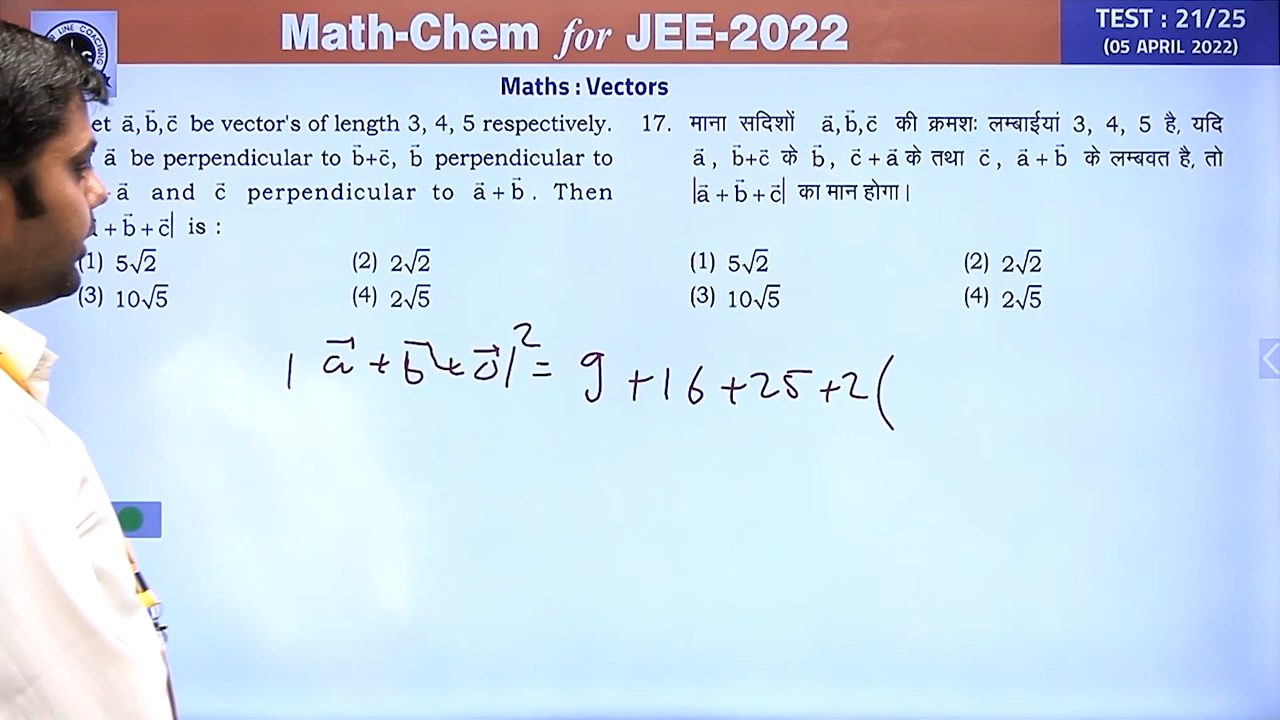 LINE COACHING
Math-Chem for JEE-2022
TEST : 21/25
(05 APRIL 2022)
Maths : Vectors
et a⃗,b⃗,c⃗ be vector's of length 3, 4, 5 respectively.
a⃗ be perpendicular to b⃗+c⃗, b⃗ perpendicular to
a⃗ and c⃗ perpendicular to a⃗+b⃗. Then
+b⃗+c⃗| is :
(1) 5√2 (2) 2√2
(3) 10√5 (4) 2√5
17. माना सदिशों a⃗,b⃗,c⃗ की क्रमशः लम्बाईयां 3, 4, 5 है, यदि
a⃗, b⃗+c⃗ के b⃗, c⃗+a⃗ के तथा c⃗, a⃗+b⃗ के लम्बवत है, तो
|a⃗+b⃗+c⃗| का मान होगा।
(1) 5√2 (2) 2√2
(3) 10√5 (4) 2√5
| a⃗ + b⃗ + c⃗ |² = 9 + 16 + 25 + 2(